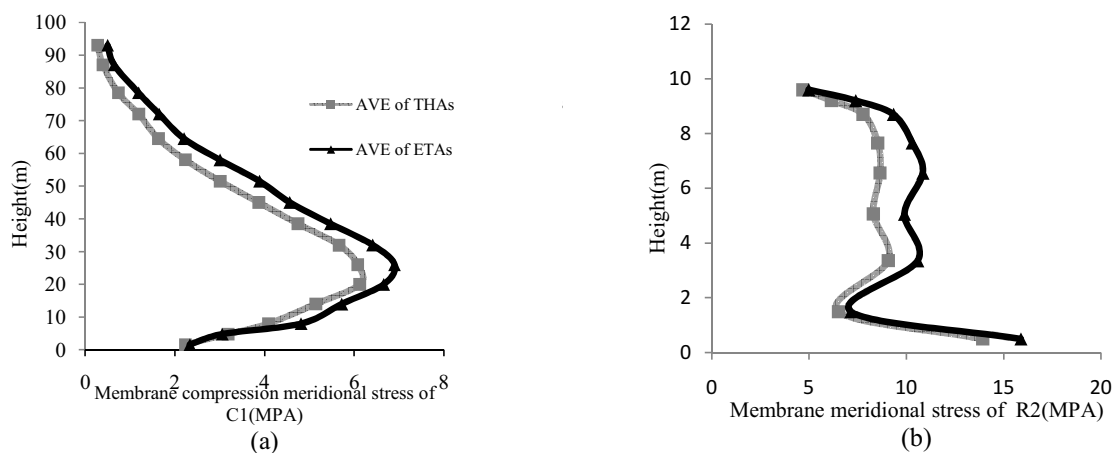 100
90
80
70
60
50
40
30
20
10
0
Height(m)
0 2 4 6 8
Membrane compression meridional stress of
C1(MPA)
(a)
AVE of THAs
AVE of ETAs
12
10
8
6
4
2
0
Height(m)
0 5 10 15 20
Membrane meridional stress of R2(MPA)
(b)